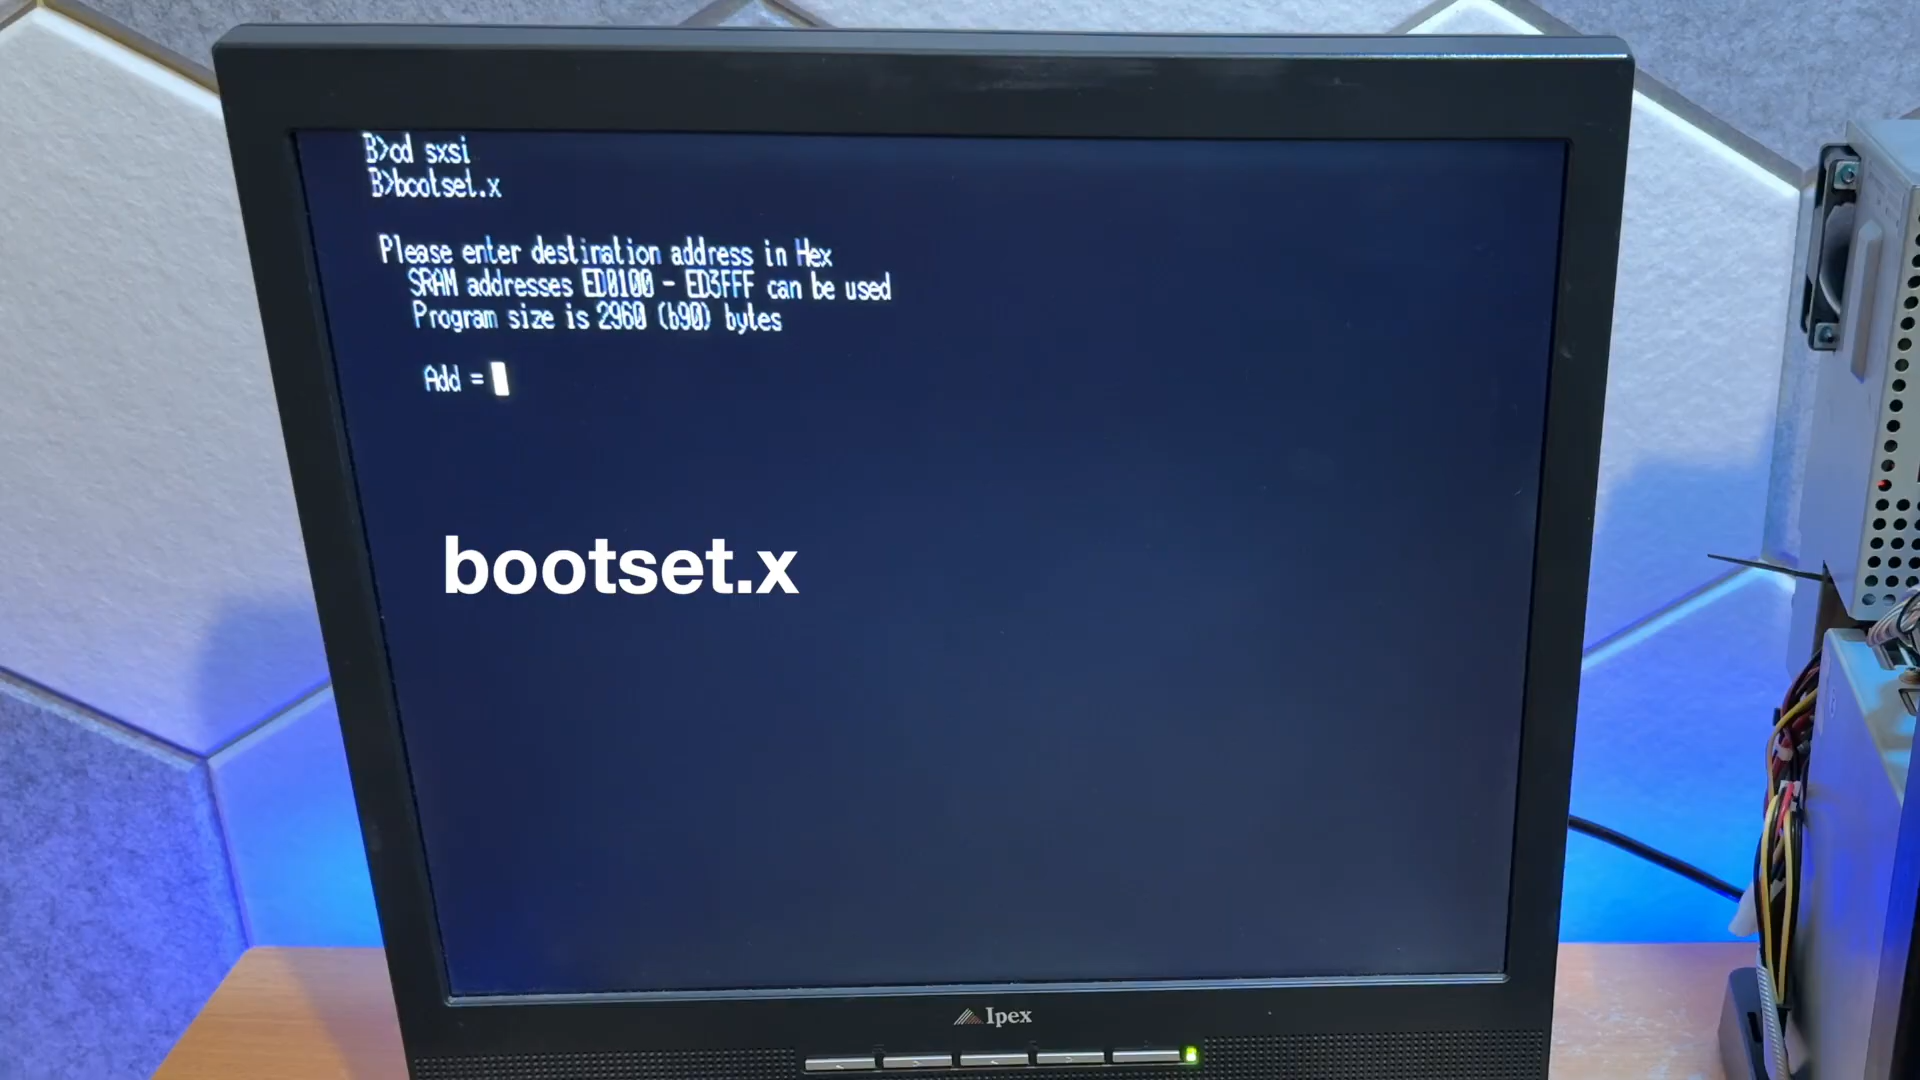 B>cd sxsi
B>bootset.x
Please enter destination address in Hex
SRAM addresses ED0100 - ED3FFF can be used
Program size is 2960 (b90) bytes
Add =
bootset.x
Ipex